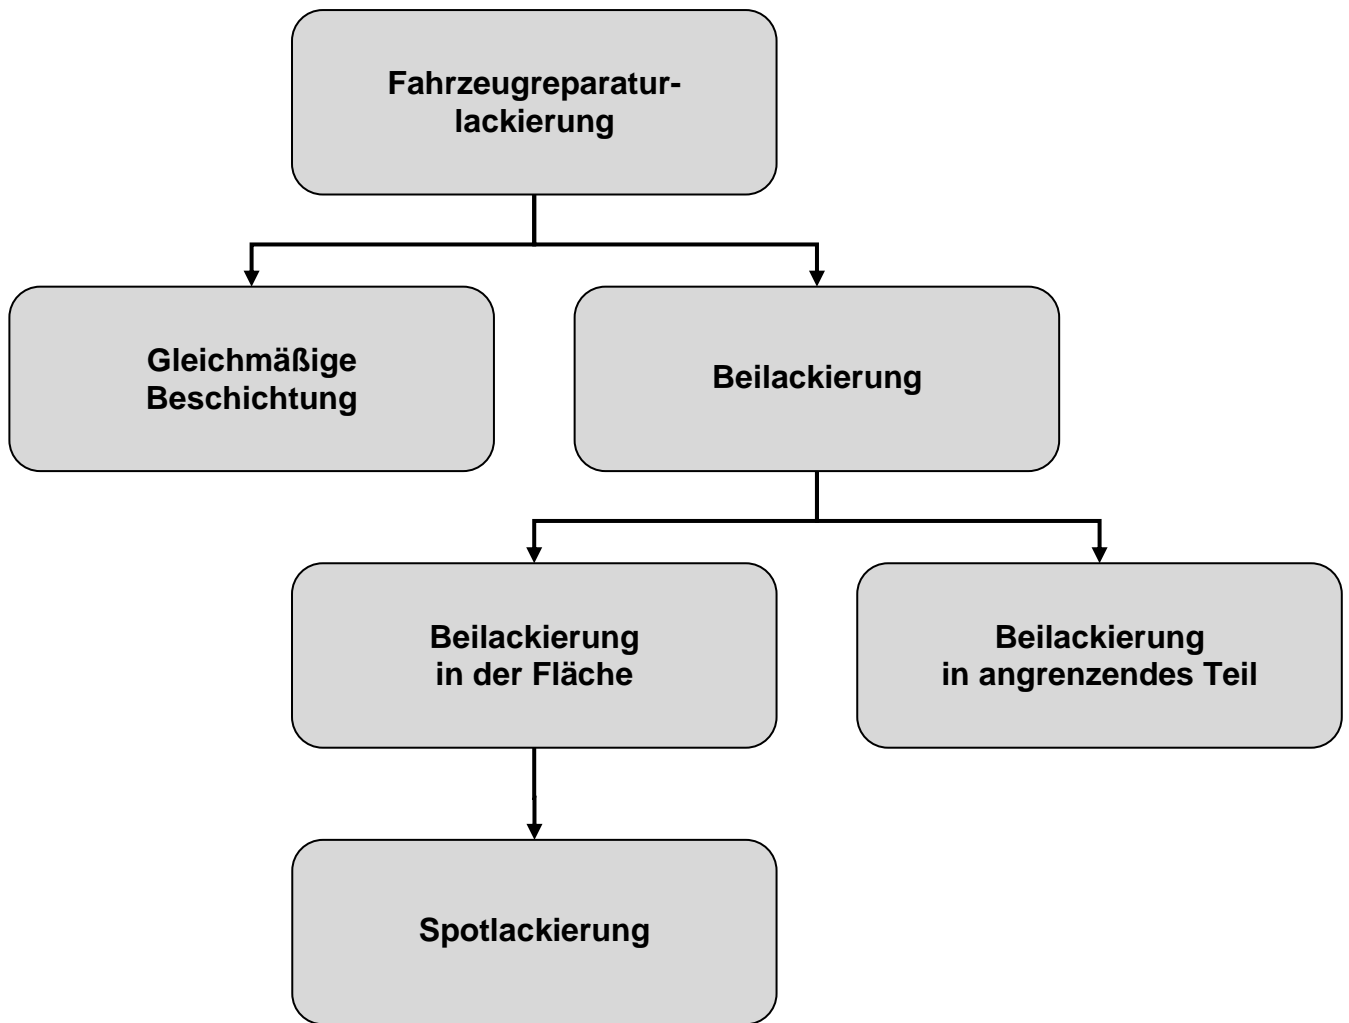 Fahrzeugreparatur-
lackierung
Gleichmäßige
Beschichtung
Beilackierung
Beilackierung
in der Fläche
Beilackierung
in angrenzendes Teil
Spotlackierung